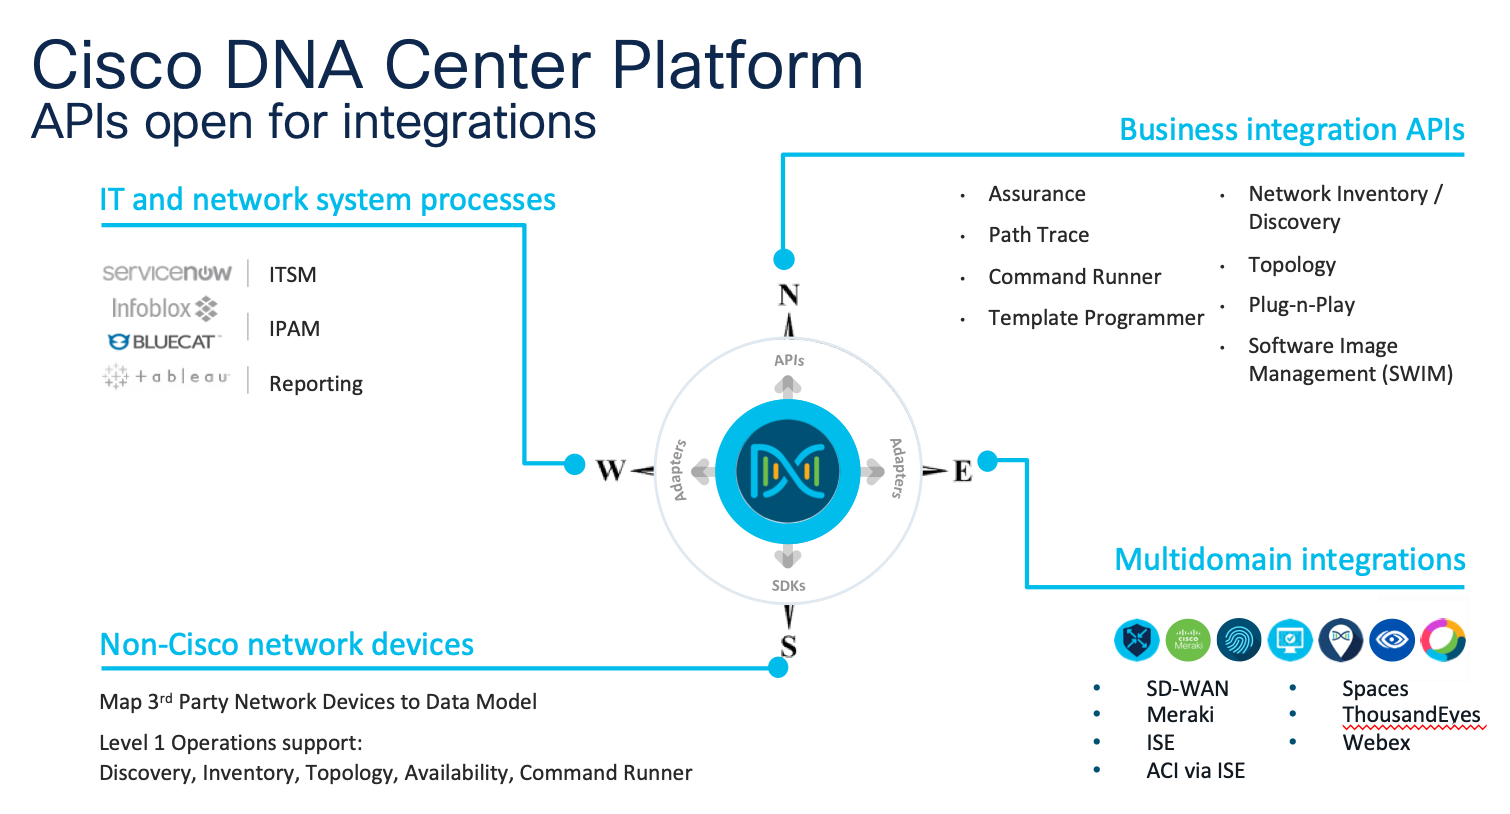 Cisco DNA Center Platform
APIs open for integrations
Business integration APIs
• Assurance
• Path Trace
• Command Runner
• Template Programmer
• Network Inventory /
Discovery
• Topology
• Plug-n-Play
• Software Image
Management (SWIM)
IT and network system processes
servicenow | ITSM
Infoblox
BLUECAT™ | IPAM
+ableau | Reporting
N
APIs
W
Adapters
Adapters
E
SDKs
S
Multidomain integrations
CISCO
Meraki
• SD-WAN
• Meraki
• ISE
• ACI via ISE
• Spaces
• ThousandEyes
• Webex
Non-Cisco network devices
Map 3rd Party Network Devices to Data Model
Level 1 Operations support:
Discovery, Inventory, Topology, Availability, Command Runner